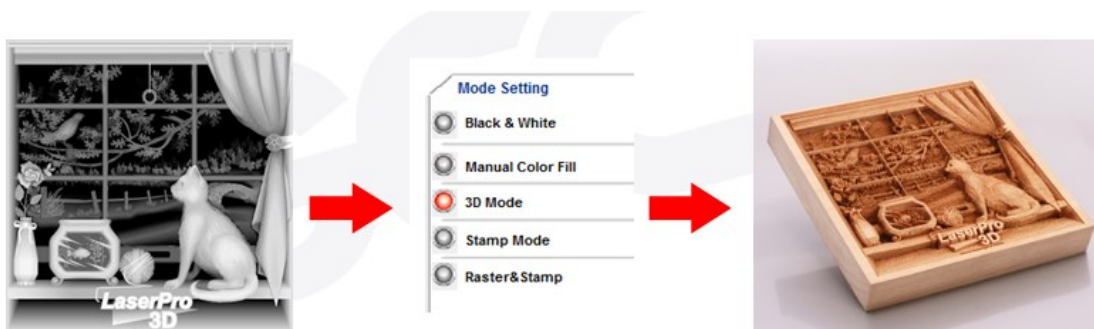 LaserPro
3D
Mode Setting
Black & White
Manual Color Fill
3D Mode
Stamp Mode
Raster&Stamp
LaserPro
3D